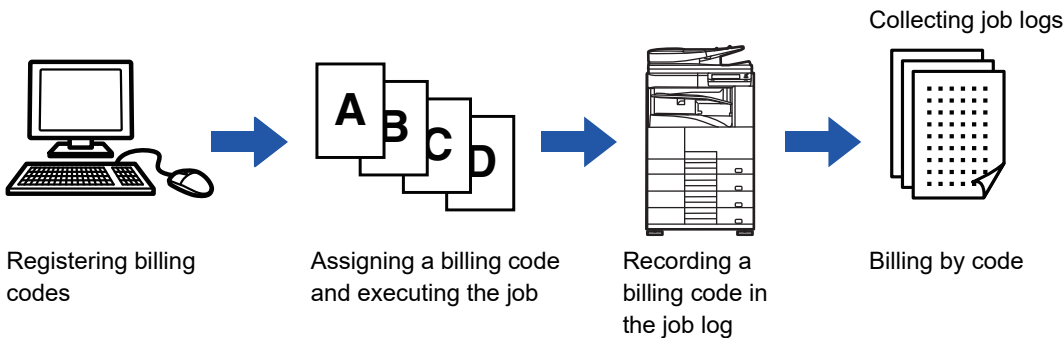 Collecting job logs
A
B
C
D
Registering billing
codes
Assigning a billing code
and executing the job
Recording a
billing code in
the job log
Billing by code